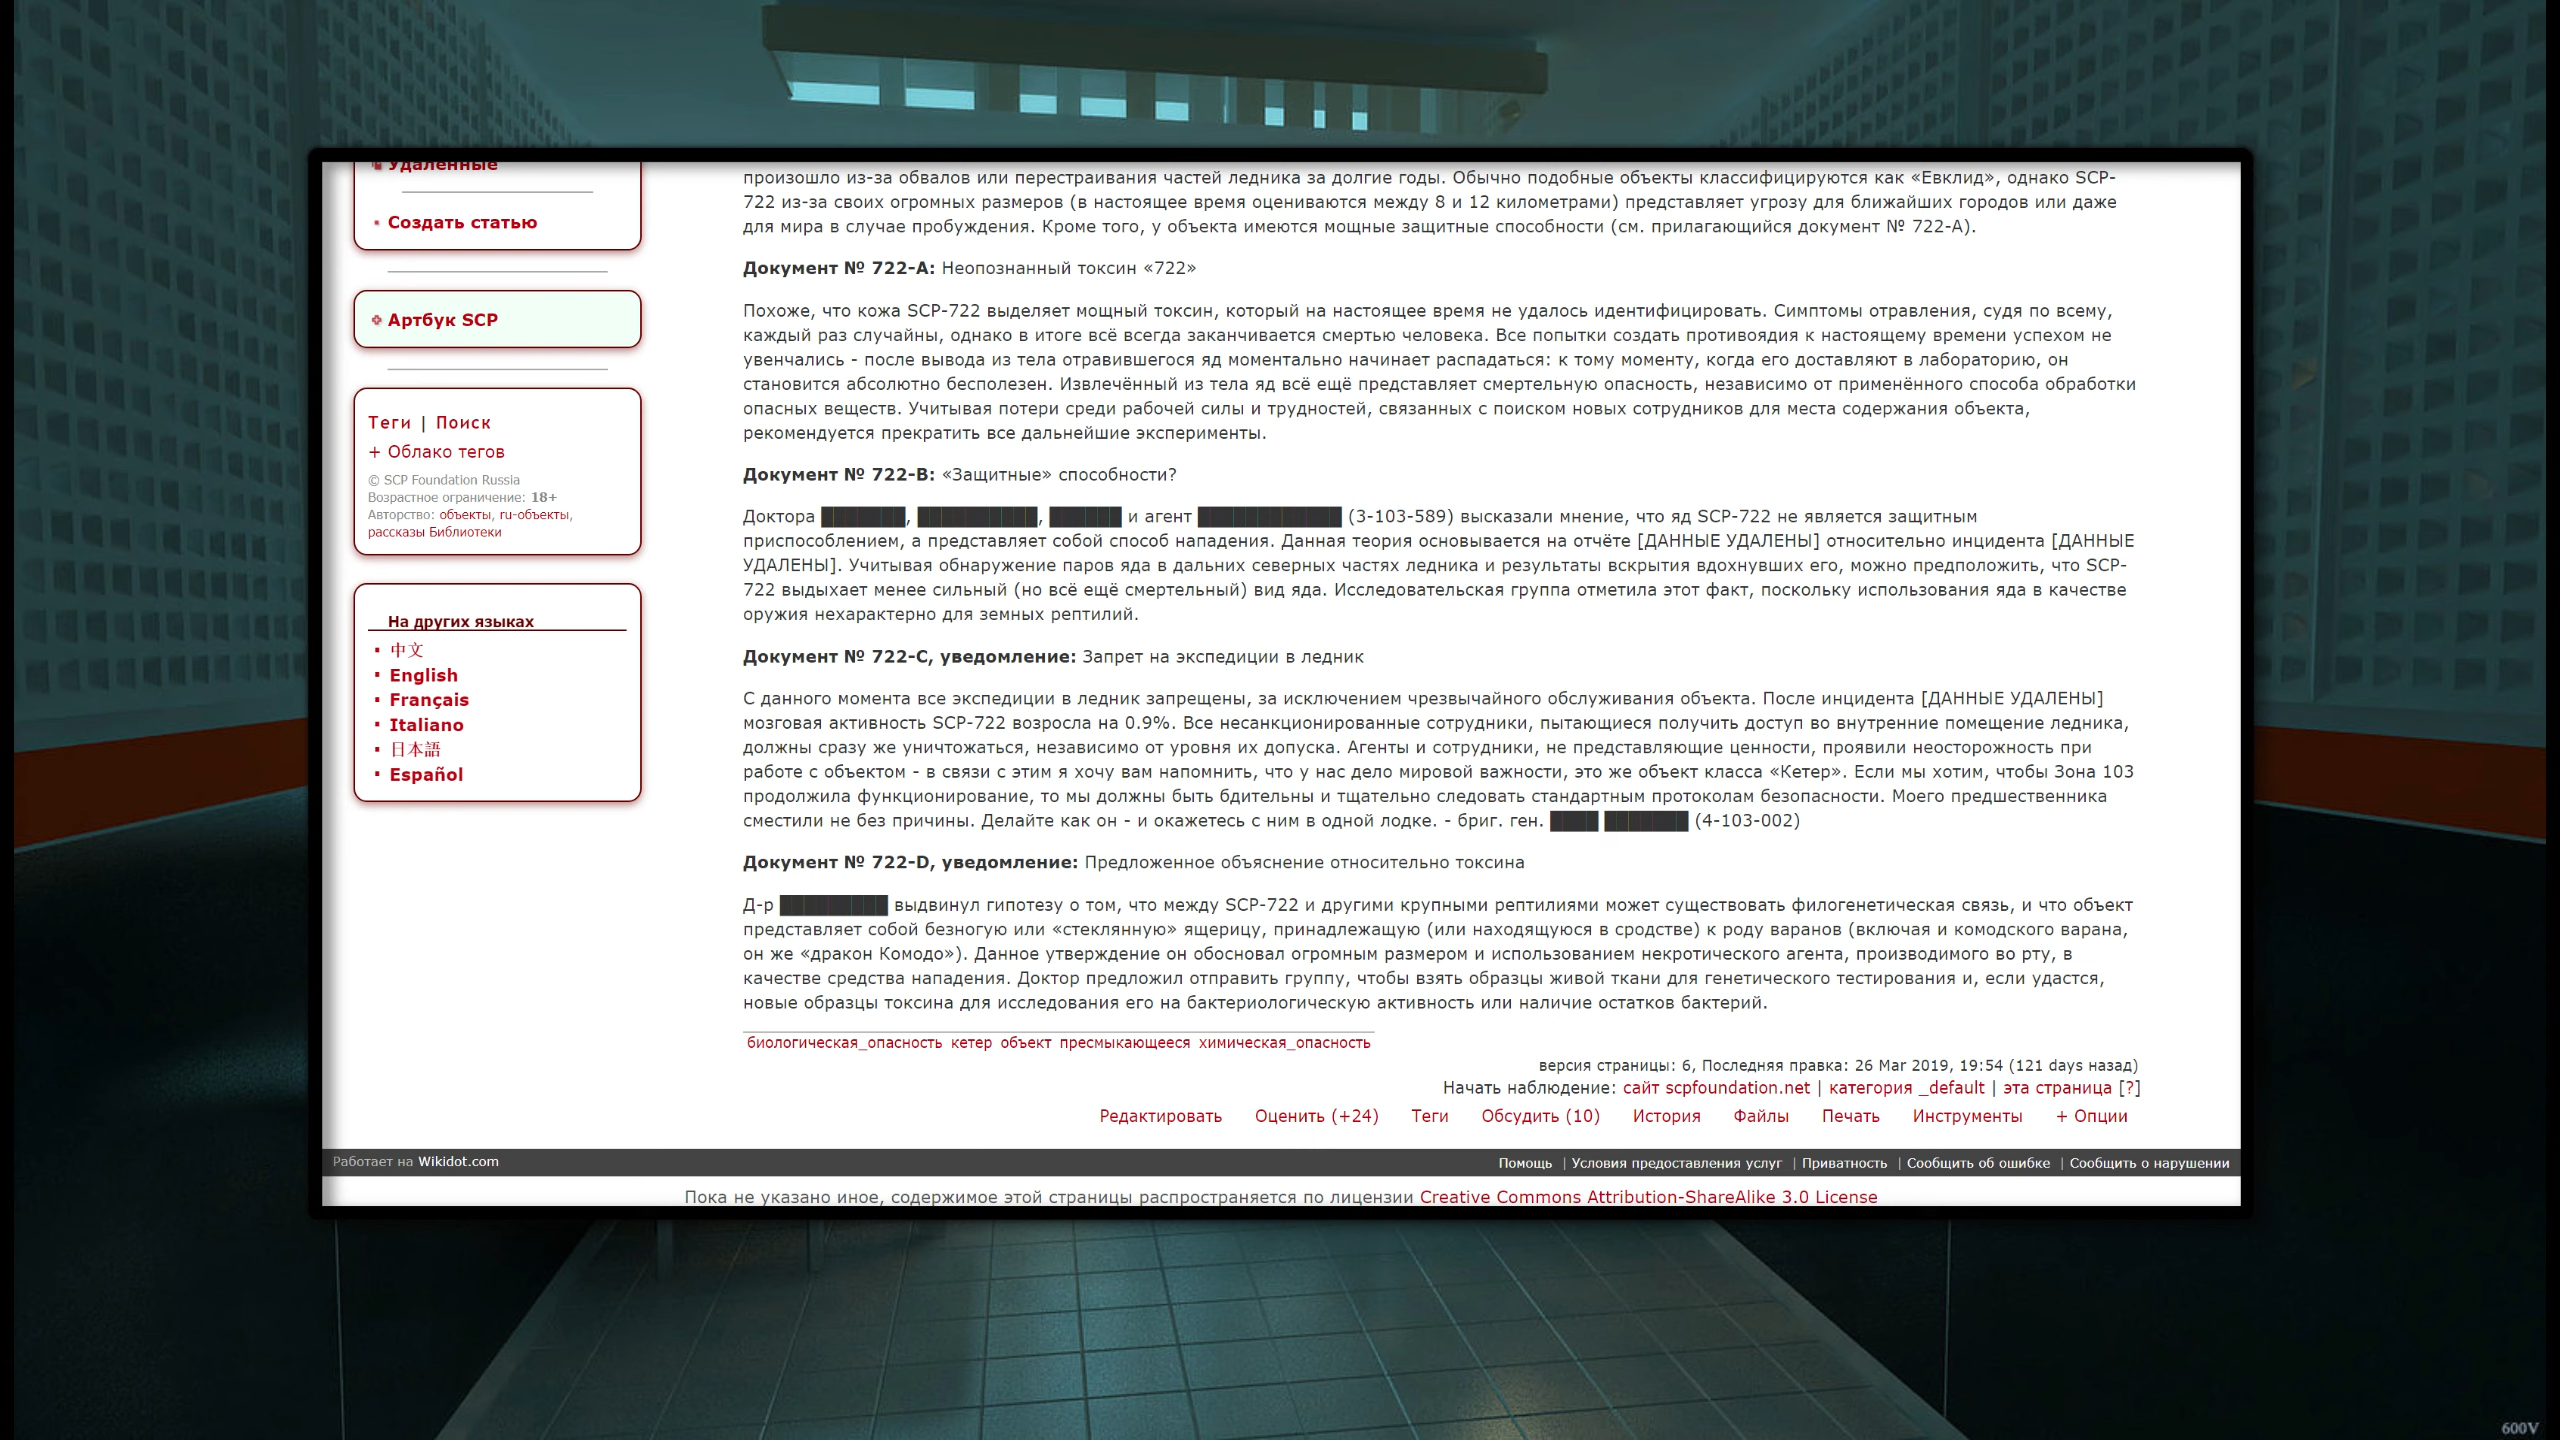 Удаленные
Создать статью
Артбук SCP
Теги | Поиск
+ Облако тегов
© SCP Foundation Russia
Возрастное ограничение: 18+
Авторство: объекты, ru-объекты,
рассказы Библиотеки
На других языках
中文
English
Français
Italiano
日本語
Español
произошло из-за обвалов или перестраивания частей ледника за долгие годы. Обычно подобные объекты классифицируются как «Евклид», однако SCP-
722 из-за своих огромных размеров (в настоящее время оцениваются между 8 и 12 километрами) представляет угрозу для ближайших городов или даже
для мира в случае пробуждения. Кроме того, у объекта имеются мощные защитные способности (см. прилагающийся документ № 722-A).
Документ № 722-A: Неопознанный токсин «722»
Похоже, что кожа SCP-722 выделяет мощный токсин, который на настоящее время не удалось идентифицировать. Симптомы отравления, судя по всему,
каждый раз случайны, однако в итоге всё всегда заканчивается смертью человека. Все попытки создать противоядия к настоящему времени успехом не
увенчались - после вывода из тела отравившегося яд моментально начинает распадаться: к тому моменту, когда его доставляют в лабораторию, он
становится абсолютно бесполезен. Извлечённый из тела яд всё ещё представляет смертельную опасность, независимо от применённого способа обработки
опасных веществ. Учитывая потери среди рабочей силы и трудностей, связанных с поиском новых сотрудников для места содержания объекта,
рекомендуется прекратить все дальнейшие эксперименты.
Документ № 722-B: «Защитные» способности?
Доктора ███████, ██████████, ██████ и агент ████████████ (3-103-589) высказали мнение, что яд SCP-722 не является защитным
приспособлением, а представляет собой способ нападения. Данная теория основывается на отчёте [ДАННЫЕ УДАЛЕНЫ] относительно инцидента [ДАННЫЕ
УДАЛЕНЫ]. Учитывая обнаружение паров яда в дальних северных частях ледника и результаты вскрытия вдохнувших его, можно предположить, что SCP-
722 выдыхает менее сильный (но всё ещё смертельный) вид яда. Исследовательская группа отметила этот факт, поскольку использования яда в качестве
оружия нехарактерно для земных рептилий.
Документ № 722-C, уведомление: Запрет на экспедиции в ледник
С данного момента все экспедиции в ледник запрещены, за исключением чрезвычайного обслуживания объекта. После инцидента [ДАННЫЕ УДАЛЕНЫ]
мозговая активность SCP-722 возросла на 0.9%. Все несанкционированные сотрудники, пытающиеся получить доступ во внутренние помещение ледника,
должны сразу же уничтожаться, независимо от уровня их допуска. Агенты и сотрудники, не представляющие ценности, проявили неосторожность при
работе с объектом - в связи с этим я хочу вам напомнить, что у нас дело мировой важности, это же объект класса «Кетер». Если мы хотим, чтобы Зона 103
продолжила функционирование, то мы должны быть бдительны и тщательно следовать стандартным протоколам безопасности. Моего предшественника
сместили не без причины. Делайте как он - и окажетесь с ним в одной лодке. - бриг. ген. ████ ███████ (4-103-002)
Документ № 722-D, уведомление: Предложенное объяснение относительно токсина
Д-р █████████ выдвинул гипотезу о том, что между SCP-722 и другими крупными рептилиями может существовать филогенетическая связь, и что объект
представляет собой безногую или «стеклянную» ящерицу, принадлежащую (или находящуюся в сродстве) к роду варанов (включая и комодского варана,
он же «дракон Комодо»). Данное утверждение он обосновал огромным размером и использованием некротического агента, производимого во рту, в
качестве средства нападения. Доктор предложил отправить группу, чтобы взять образцы живой ткани для генетического тестирования и, если удастся,
новые образцы токсина для исследования его на бактериологическую активность или наличие остатков бактерий.
биологическая_опасность кетер объект пресмыкающееся химическая_опасность
версия страницы: 6, Последняя правка: 26 Mar 2019, 19:54 (121 days назад)
Начать наблюдение: сайт scpfoundation.net | категория _default | эта страница [?]
Редактировать Оценить (+24) Теги Обсудить (10) История Файлы Печать Инструменты + Опции
Работает на Wikidot.com
Помощь | Условия предоставления услуг | Приватность | Сообщить об ошибке | Сообщить о нарушении
Пока не указано иное, содержимое этой страницы распространяется по лицензии Creative Commons Attribution-ShareAlike 3.0 License
600V